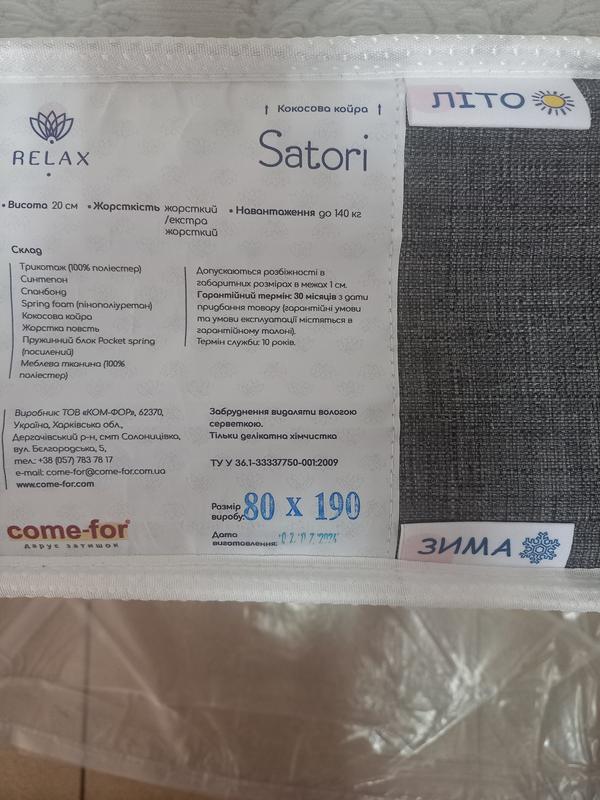 ЛІТО
↑ Кокосова койра ↑
RELAX
Satori
• Висота 20 см • Жорсткість жорсткий
/екстра
жорсткий
• Навантаження до 140 кг
Склад
Трикотаж (100% поліестер)
Синтепон
Спанбонд
Spring foam (пінополіуретан)
Кокосова койра
Жорстка повсть
Пружинний блок Pocket spring
(посилений)
Меблева тканина (100%
поліестер)
Допускаються розбіжності в
габаритних розмірах в межах 1 см.
Гарантійний термін: 30 місяців з дати
придбання товару (гарантійні умови
та умови експлуатації містяться в
гарантійному талоні).
Термін служби: 10 років.
Виробник ТОВ «КОМ-ФОР», 62370,
Україна, Харківська обл.,
Дергачівський р-н, смт Солоницівка,
вул. Бєлгородська, 5,
тел.: +38 (057) 783 78 17
e-mail: come-for@come-for.com.ua
www.come-for.com
Забруднення видаляти вологою
серветкою.
Тільки делікатна хімчистка
ТУ У 36.1-33337750-001:2009
Розмір
виробу: 80 x 190
Дата
виготовлення:
come-for®
дарує затишок
ЗИМА